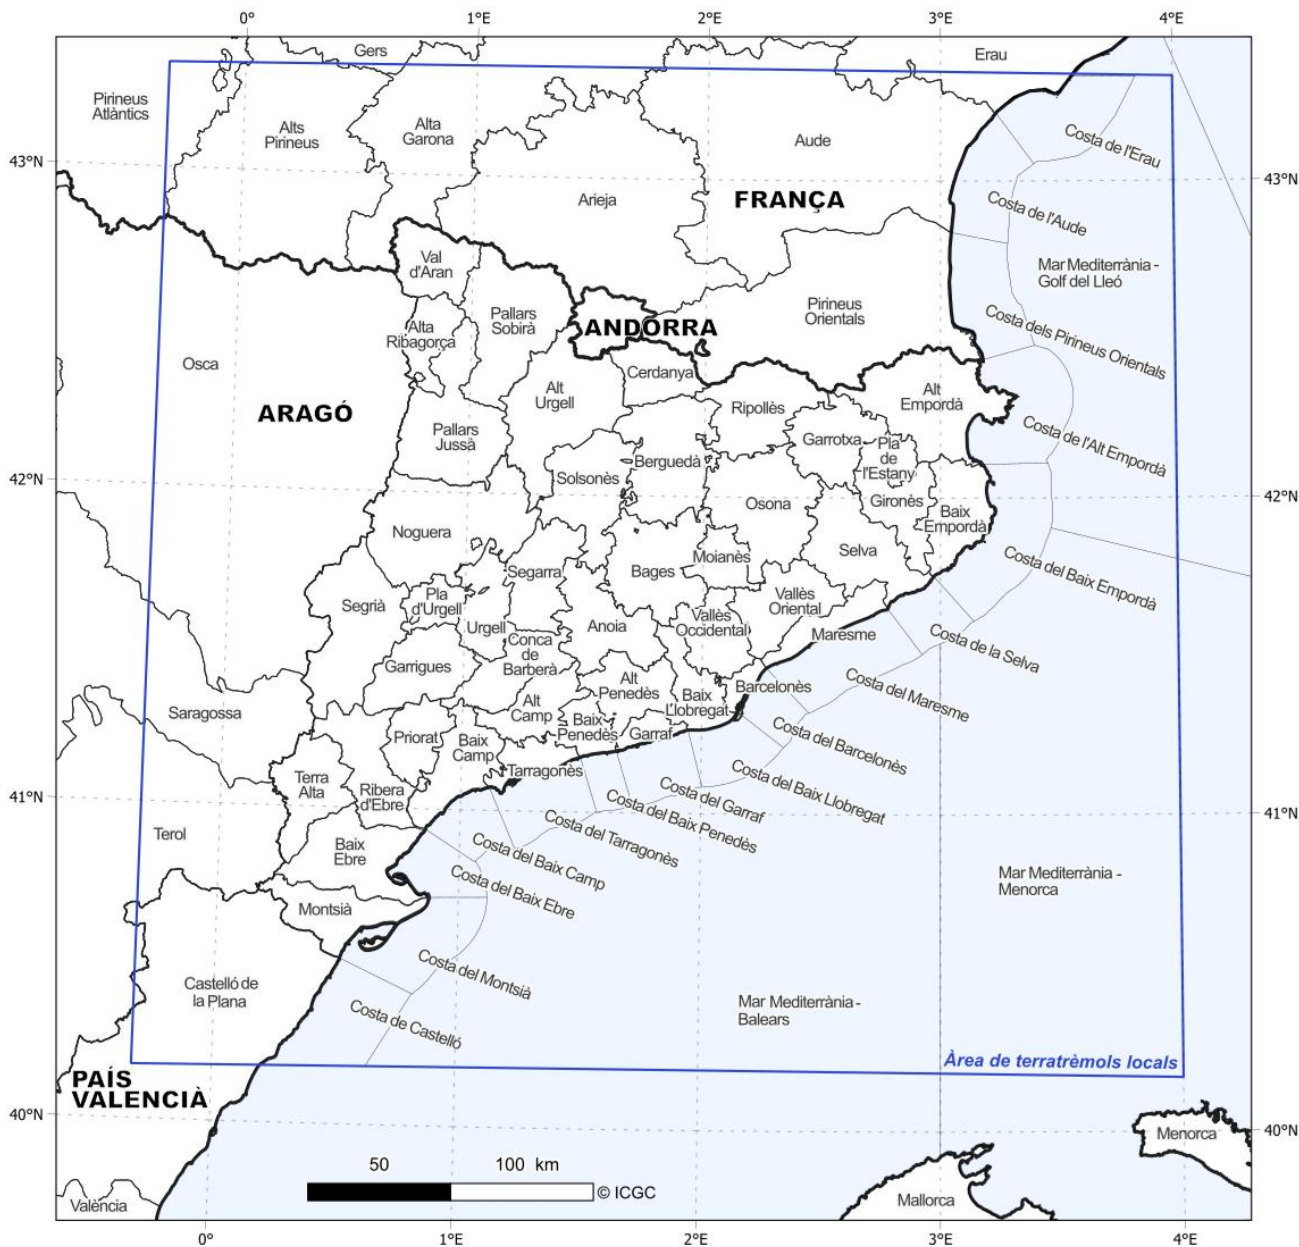 0°
1°E
2°E
3°E
4°E
Gers
Erau
Pirineus
Atlàntics
Alts
Pirineus
Alta
Garona
Aude
Costa de l'Erau
43°N
43°N
Arieja
FRANÇA
Costa de l'Aude
Val
d'Aran
Mar Mediterrània -
Golf del Lleó
Pallars
Sobirà
Alta
Ribagorça
ANDORRA
Pirineus
Orientals
Costa dels Pirineus Orientals
Osca
Cerdanya
Alt
Urgell
Alt
Empordà
ARAGÓ
Ripollès
Pallars
Jussà
Garrotxa
Pla
de
l'Estany
Costa de l'Alt Empordà
Berguedà
Solsonès
42°N
42°N
Osona
Gironès
Baix
Empordà
Noguera
Moianès
Selva
Segarra
Bages
Costa del Baix Empordà
Segrià
Pla
d'Urgell
Vallès
Oriental
Urgell
Anoia
Vallès
Occidental
Maresme
Costa de la Selva
Conca
de
Barberà
Garrigues
Alt
Penedès
Barcelonès
Costa del Maresme
Saragossa
Alt
Camp
Baix
Llobregat
Baix
Penedès
Garraf
Costa del Barcelonès
Priorat
Baix
Camp
Tarragonès
Costa del Baix Llobregat
Terra
Alta
Ribera
d'Ebre
Costa del Garraf
Costa del Baix Penedès
41°N
41°N
Terol
Costa del Tarragonès
Baix
Ebre
Costa del Baix Camp
Costa del Baix Ebre
Mar Mediterrània -
Menorca
Montsià
Costa del Montsià
Castelló de
la Plana
Mar Mediterrània -
Balears
Costa de Castelló
Àrea de terratrèmols locals
PAÍS
VALENCIÀ
40°N
40°N
Menorca
50
100 km
© ICGC
València
Mallorca
0°
1°E
2°E
3°E
4°E